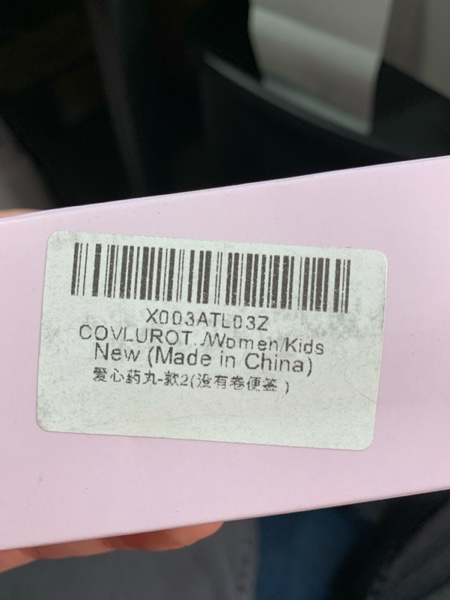 X003ATL03Z
COVLUROT../Women/Kids
New (Made in China)
爱心药丸-款2(没有卷便签 )